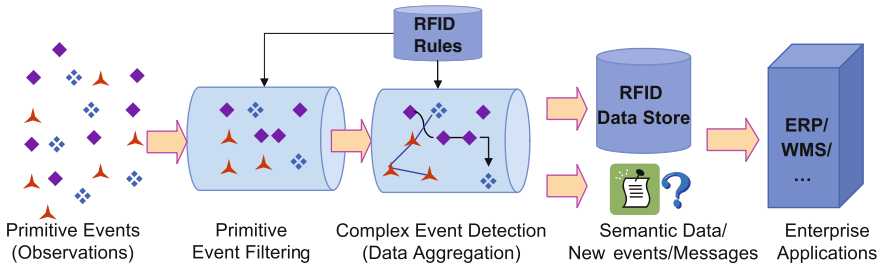 RFID
Rules
RFID
Data Store
ERP/
WMS/
...
?
Primitive Events
(Observations)
Primitive
Event Filtering
Complex Event Detection
(Data Aggregation)
Semantic Data/
New events/Messages
Enterprise
Applications